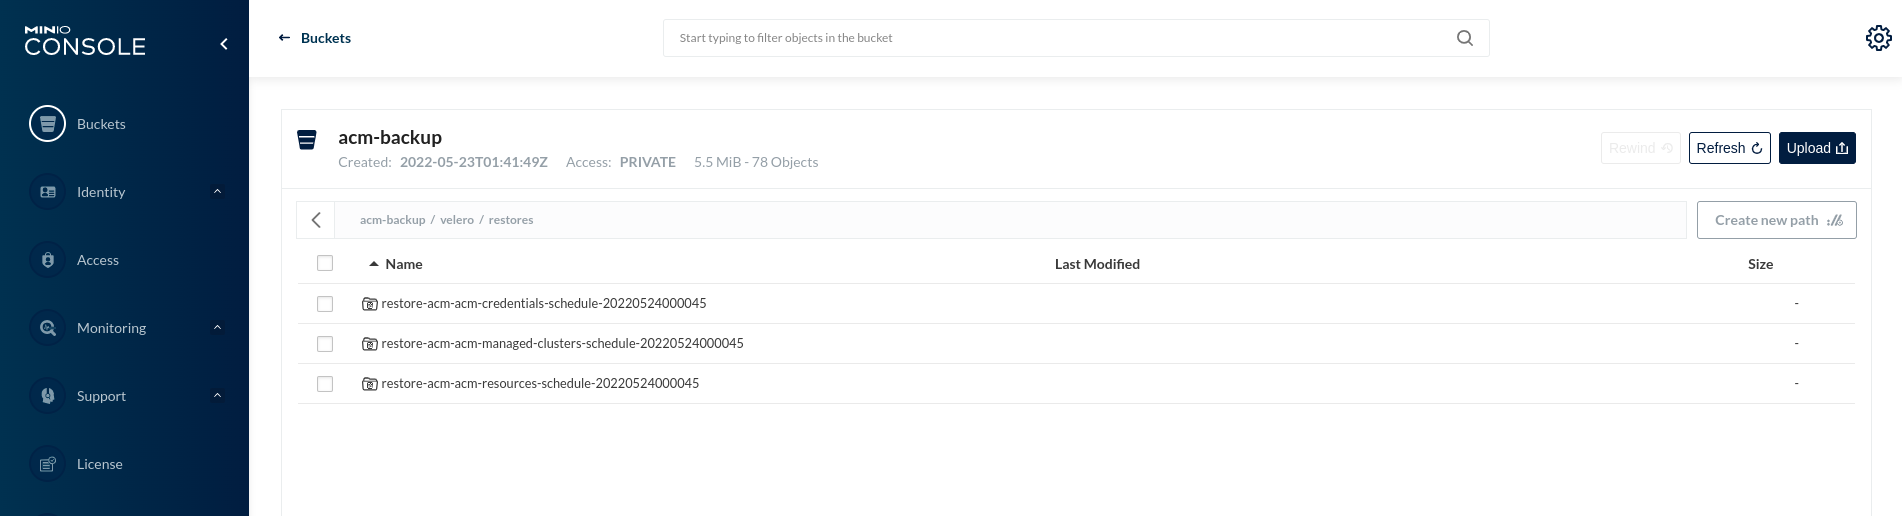 MINIO
CONSOLE
Buckets
Identity
Access
Monitoring
Support
License
← Buckets
Start typing to filter objects in the bucket
acm-backup
Created: 2022-05-23T01:41:49Z Access: PRIVATE 5.5 MiB - 78 Objects
Rewind Refresh Upload
acm-backup / velero / restores
Create new path
Name Last Modified Size
restore-acm-acm-credentials-schedule-20220524000045 -
restore-acm-acm-managed-clusters-schedule-20220524000045 -
restore-acm-acm-resources-schedule-20220524000045 -